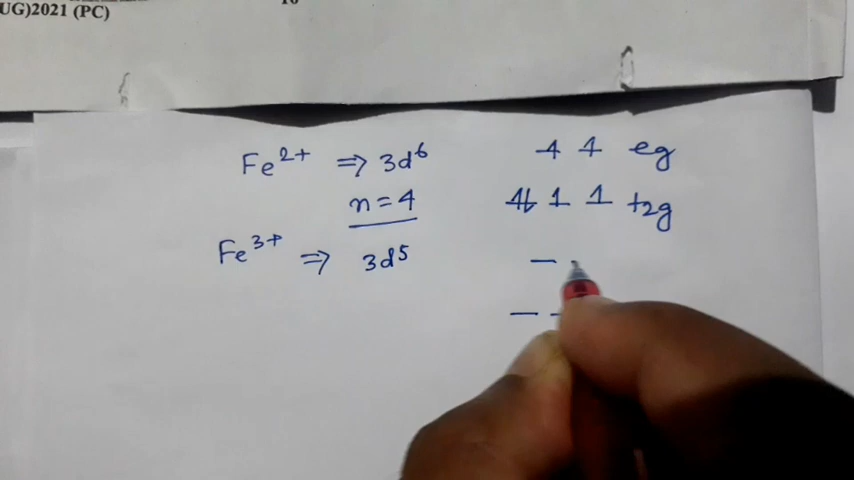 UG)2021 (PC)
Fe²⁺ ⇒ 3d⁶ eg
n = 4 t2g
Fe³⁺ ⇒ 3d⁵